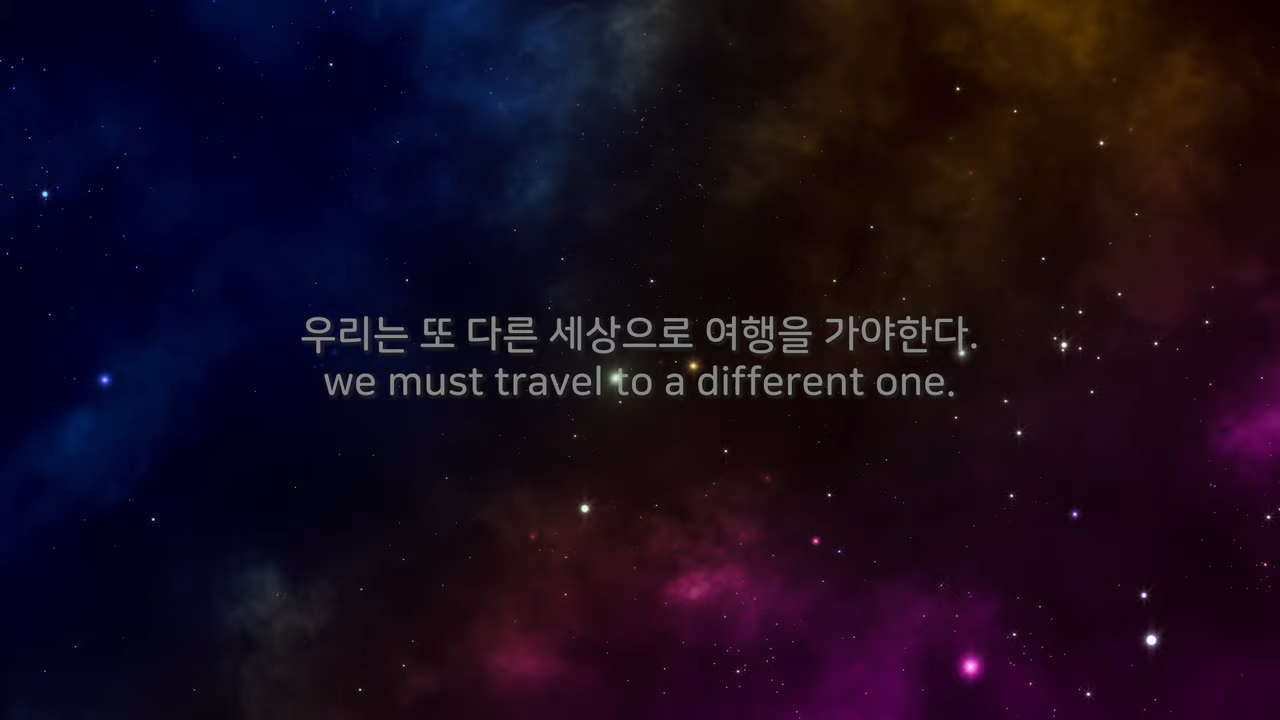 우리는 또 다른 세상으로 여행을 가야한다.
we must travel to a different one.